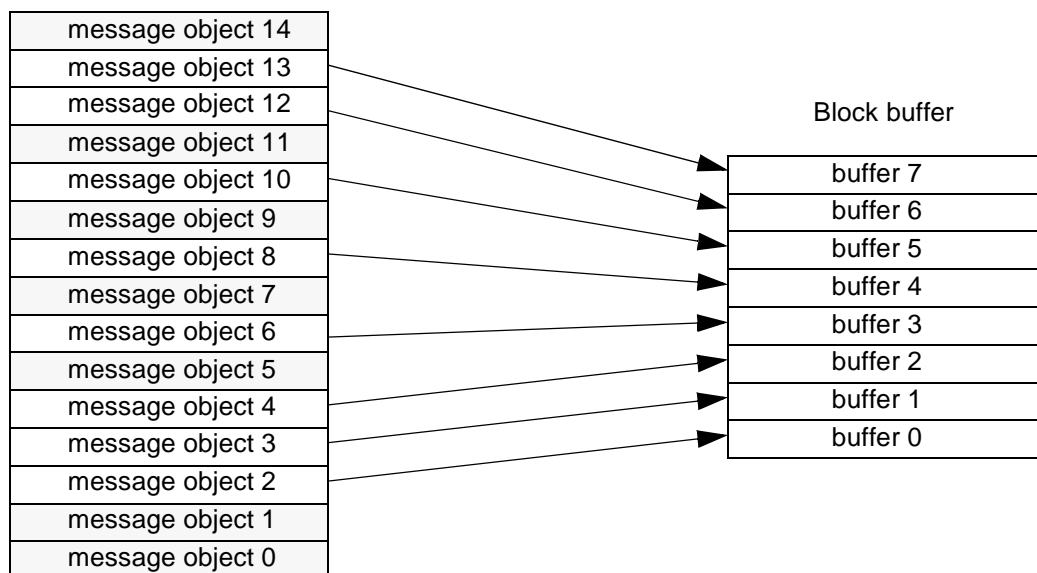 message object 14
message object 13
message object 12
message object 11
message object 10
message object 9
message object 8
message object 7
message object 6
message object 5
message object 4
message object 3
message object 2
message object 1
message object 0
Block buffer
buffer 7
buffer 6
buffer 5
buffer 4
buffer 3
buffer 2
buffer 1
buffer 0